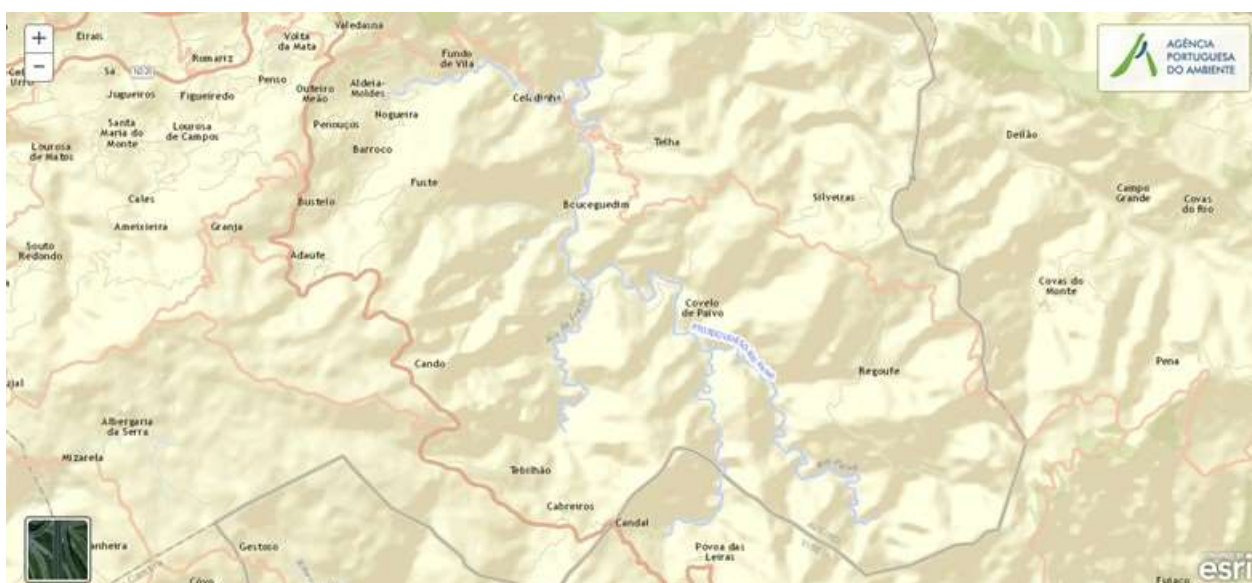 +
−
Eirais
Romariz
Volta
da Mata
Valedasna
Fundo
de Vila
AGÊNCIA
PORTUGUESA
DO AMBIENTE
Sá
Penso
Jugueiros
Figueiredo
Outeiro
Meão
Aldeia-
Moldes
Celadinha
Santa
Maria do
Monte
Lourosa
de Campos
Penouços
Nogueira
Lourosa
de Matos
Barroco
Telha
Deilão
Fuste
Cales
Bustelo
Bouceguedim
Silveiras
Campo
Grande
Covas
do Rio
Ameixieira
Granja
Souto
Redondo
Adaufe
Covas do
Monte
Covelo
de Paivo
Cando
Regoufe
Pena
Albergaria
da Serra
Mizarela
Tebilhão
Cabreiros
Candal
Gestoso
Póvoa das
Leiras
Côvo
esri